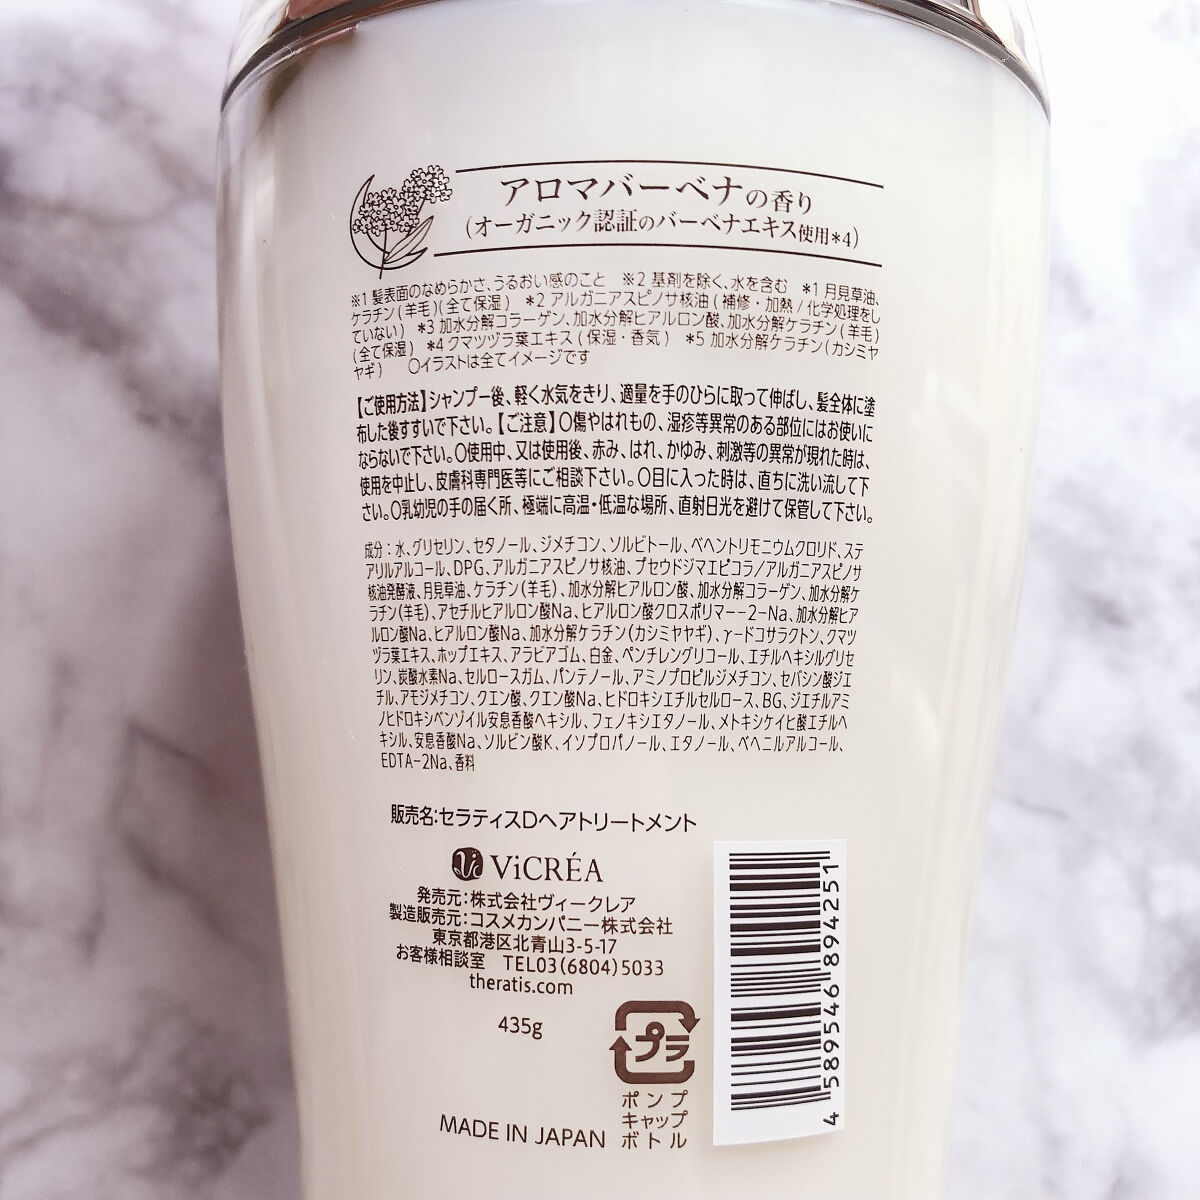 アロマバーベナの香り
(オーガニック認証のバーベナエキス使用*4)
※1 髪表面のなめらかさ、うるおい感のこと　※2 基剤を除く、水を含む　*1 月見草油、
ケラチン(羊毛)(全て保湿)　*2 アルガニアスピノサ核油(補修・加熱/化学処理をし
ていない)　*3 加水分解コラーゲン、加水分解ヒアルロン酸、加水分解ケラチン(羊毛)
(全て保湿)　*4 クマツヅラ葉エキス(保湿・香気)　*5 加水分解ケラチン(カシミヤ
ヤギ)　〇イラストは全てイメージです
【ご使用方法】シャンプー後、軽く水気をきり、適量を手のひらに取って伸ばし、髪全体に塗
布した後すすいで下さい。【ご注意】〇傷やはれもの、湿疹等異常のある部位にはお使いに
ならないで下さい。〇使用中、又は使用後、赤み、はれ、かゆみ、刺激等の異常が現れた時は、
使用を中止し、皮膚科専門医等にご相談下さい。〇目に入った時は、直ちに洗い流して下
さい。〇乳幼児の手の届く所、極端に高温・低温な場所、直射日光を避けて保管して下さい。
成分：水、グリセリン、セタノール、ジメチコン、ソルビトール、ベヘントリモニウムクロリド、ステ
アリルアルコール、DPG、アルガニアスピノサ核油、プセウドジマエピコラ/アルガニアスピノサ
核油発酵液、月見草油、ケラチン(羊毛)、加水分解ヒアルロン酸、加水分解コラーゲン、加水分解ケ
ラチン(羊毛)、アセチルヒアルロン酸Na、ヒアルロン酸クロスポリマー-2-Na、加水分解ヒア
ルロン酸Na、ヒアルロン酸Na、加水分解ケラチン(カシミヤヤギ)、γ-ドコサラクトン、クマツ
ヅラ葉エキス、ホップエキス、アラビアゴム、白金、ペンチレングリコール、エチルヘキシルグリセ
リン、炭酸水素Na、セルロースガム、パンテノール、アミノプロピルジメチコン、セバシン酸ジエ
チル、アモジメチコン、クエン酸、クエン酸Na、ヒドロキシエチルセルロース、BG、ジエチルアミ
ノヒドロキシベンゾイル安息香酸ヘキシル、フェノキシエタノール、メトキシケイヒ酸エチルヘ
キシル、安息香酸Na、ソルビン酸K、イソプロパノール、エタノール、ベヘニルアルコール、
EDTA-2Na、香料
販売名:セラティスDヘアトリートメント
ViCRÉA
発売元:株式会社ヴィークレア
製造販売元:コスメカンパニー株式会社
東京都港区北青山3-5-17
お客様相談室　TEL03(6804)5033
theratis.com
435g
プラ
ポンプ
キャップ
ボトル
MADE IN JAPAN
4 589546 894251